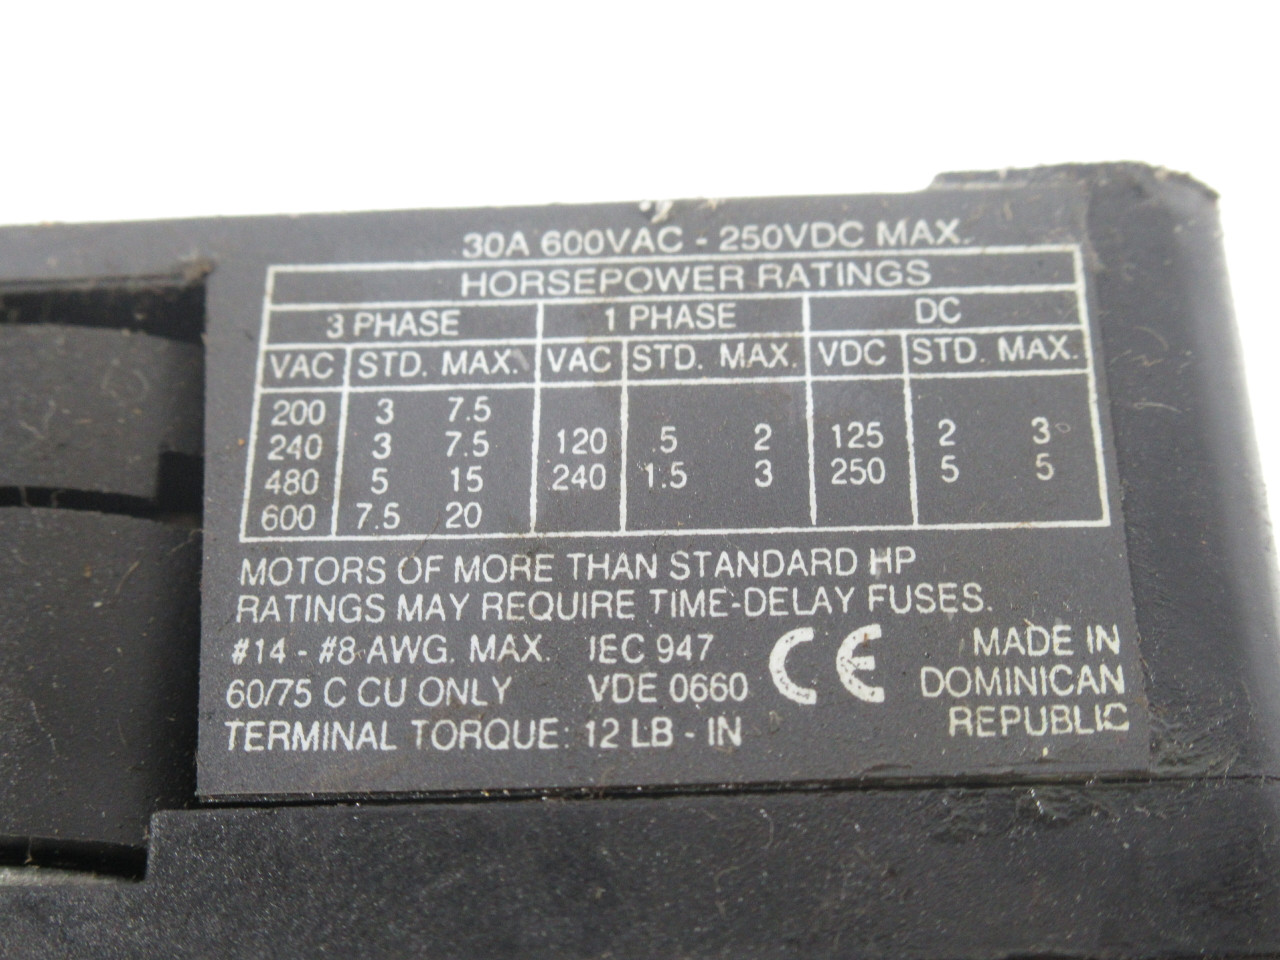 30A 600VAC - 250VDC MAX.
HORSEPOWER RATINGS
3 PHASE 1 PHASE DC
VAC STD. MAX. VAC STD. MAX. VDC STD. MAX.
200 3 7.5
240 3 7.5 120 .5 2 125 2 3
480 5 15 240 1.5 3 250 5 5
600 7.5 20
MOTORS OF MORE THAN STANDARD HP
RATINGS MAY REQUIRE TIME-DELAY FUSES.
#14 - #8 AWG. MAX. IEC 947 CE MADE IN
60/75 C CU ONLY VDE 0660 DOMINICAN
TERMINAL TORQUE: 12 LB - IN REPUBLIC